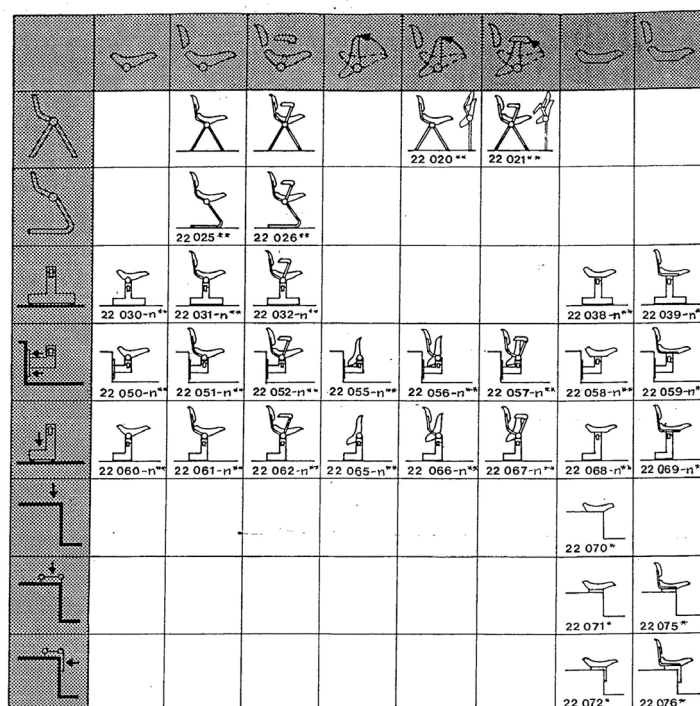 22 020**
22 021**
22 025**
22 026**
22 030-n**
22 031-n**
22 032-n**
22 038-n**
22 039-n*
22 050-n**
22 051-n**
22 052-n**
22 055-n**
22 056-n**
22 057-n**
22 058-n**
22 059-n*
22 060-n**
22 061-n**
22 062-n**
22 065-n**
22 066-n**
22 067-n**
22 068-n**
22 069-n*
22 070*
22 071*
22 075*
22 072*
22 076*